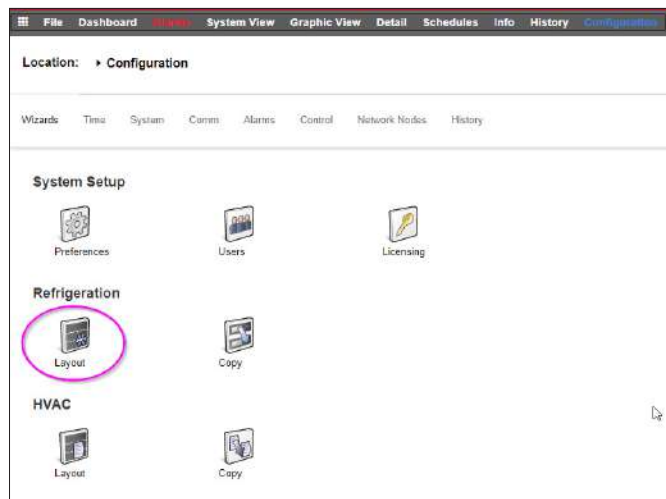 File Dashboard Alarms System View Graphic View Detail Schedules Info History Configuration
Location: Configuration
Wizards Time System Comm Alarms Control Network Nodes History
System Setup
Preferences Users Licensing
Refrigeration
Layout Copy
HVAC
Layout Copy